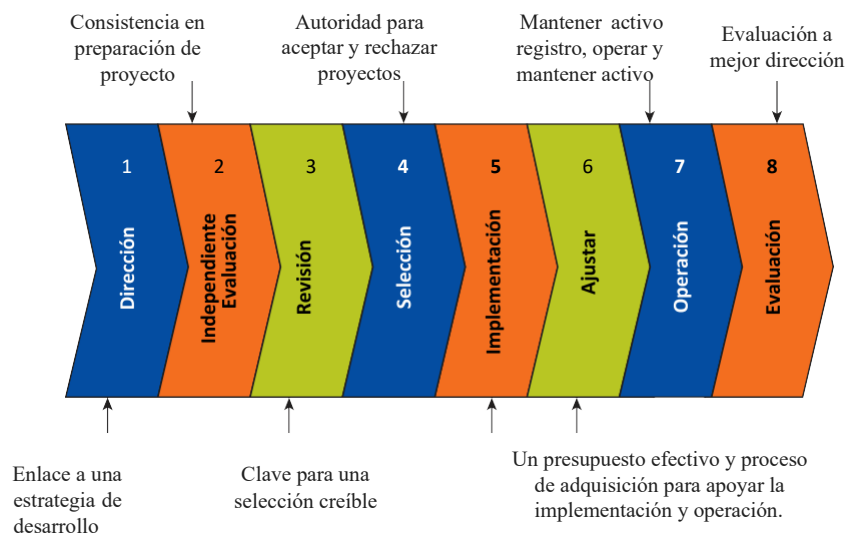 Consistencia en
preparación de
proyecto
Autoridad para
aceptar y rechazar
proyectos
Mantener activo
registro, operar y
mantener activo
Evaluación a
mejor dirección
1
Dirección
2
Independiente
Evaluación
3
Revisión
4
Selección
5
Implementación
6
Ajustar
7
Operación
8
Evaluación
Enlace a una
estrategia de
desarrollo
Clave para una
selección creíble
Un presupuesto efectivo y proceso
de adquisición para apoyar la
implementación y operación.